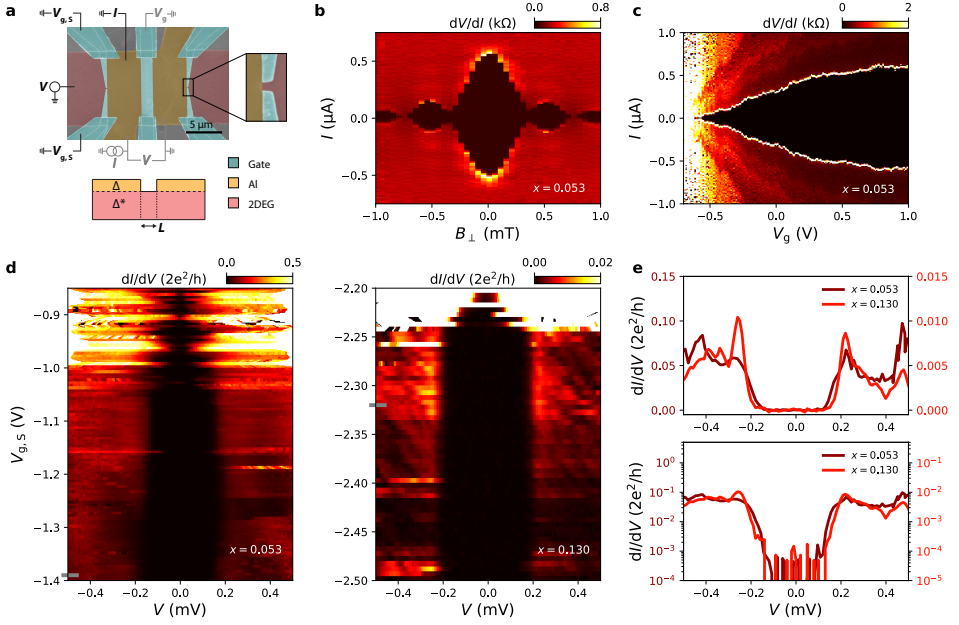 a
V_g,S
I
V_g
V
V_g,S
5 μm
I
V
Gate
Al
2DEG
Δ
Δ*
L
b
dV/dI (kΩ)
0.0
0.8
0.5
0.0
−0.5
I (μA)
x = 0.053
−1.0
−0.5
0.0
0.5
1.0
B⊥ (mT)
c
dV/dI (kΩ)
0
2
1.0
0.5
0.0
−0.5
−1.0
I (μA)
x = 0.053
−0.5
0.0
0.5
1.0
V_g (V)
d
dI/dV (2e²/h)
0.0
0.5
−0.9
−1.0
−1.1
−1.2
−1.3
−1.4
V_g,S (V)
x = 0.053
−0.4
−0.2
0.0
0.2
0.4
V (mV)
dI/dV (2e²/h)
0.00
0.02
−2.20
−2.25
−2.30
−2.35
−2.40
−2.45
−2.50
x = 0.130
−0.4
−0.2
0.0
0.2
0.4
V (mV)
e
0.15
0.10
0.05
0.00
dI/dV (2e²/h)
x = 0.053
x = 0.130
0.015
0.010
0.005
0.000
−0.4
−0.2
0.0
0.2
0.4
10⁰
10⁻¹
10⁻²
10⁻³
10⁻⁴
dI/dV (2e²/h)
x = 0.053
x = 0.130
10⁻¹
10⁻²
10⁻³
10⁻⁴
10⁻⁵
−0.4
−0.2
0.0
0.2
0.4
V (mV)